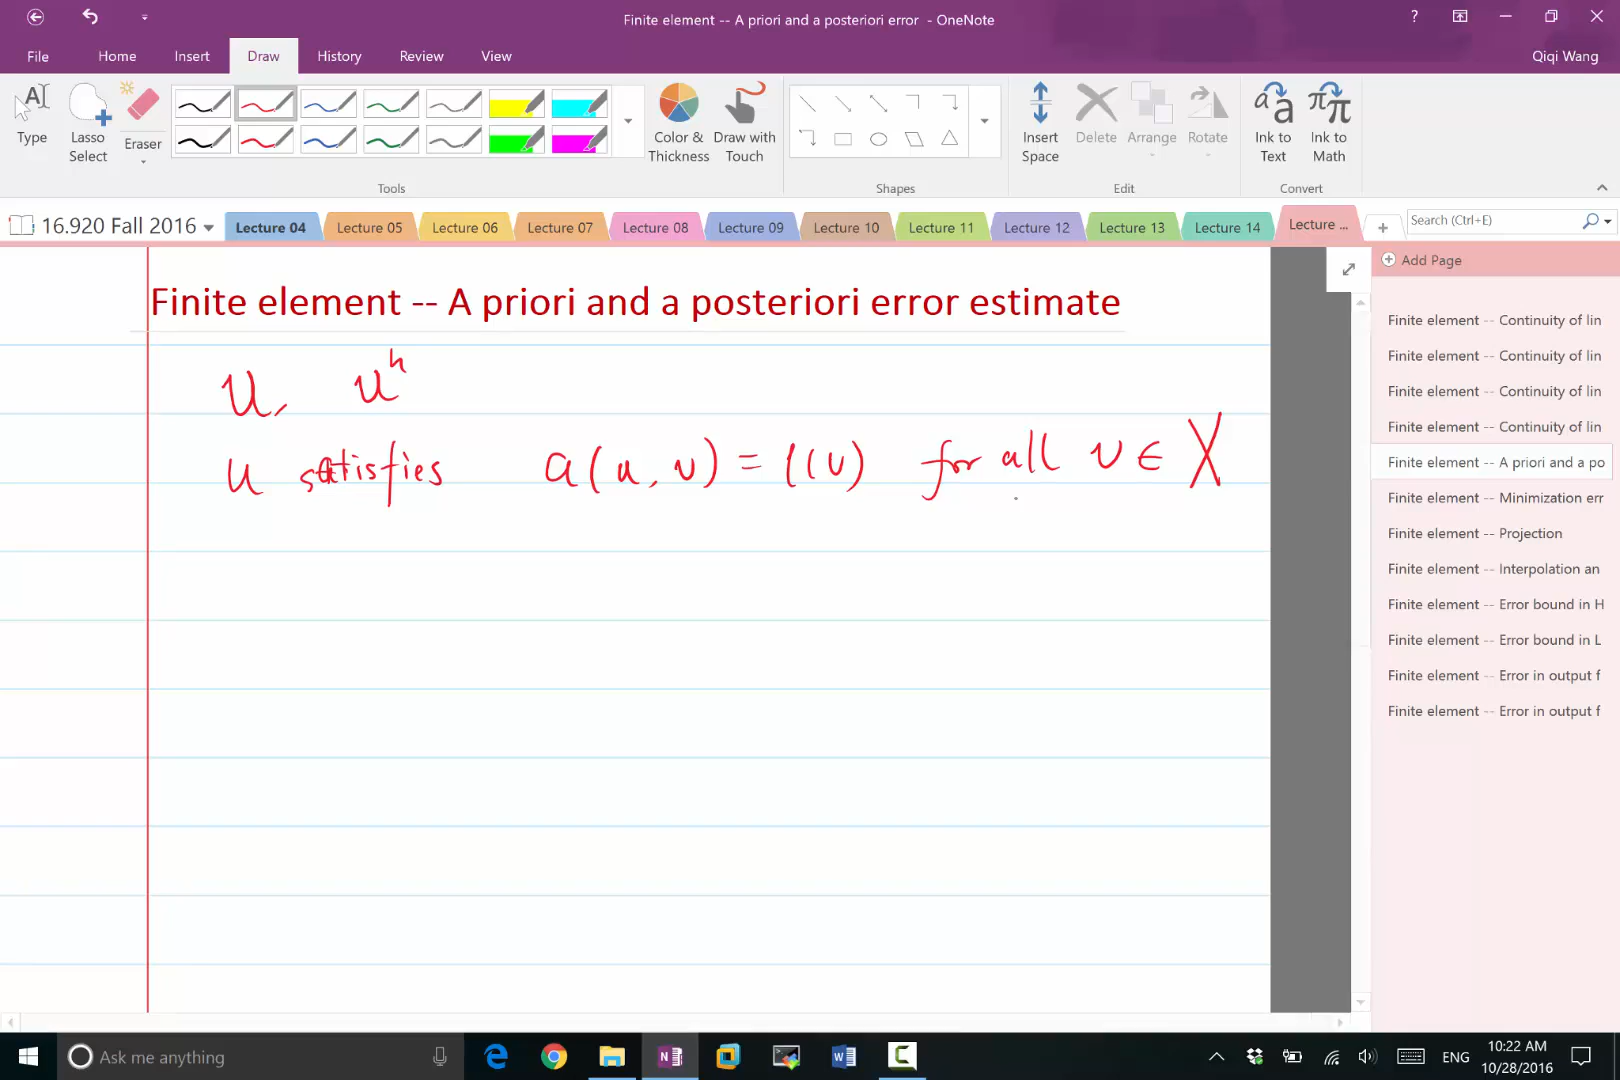 Finite element -- A priori and a posteriori error - OneNote
?
File Home Insert Draw History Review View Qiqi Wang
Type Lasso Select Eraser Color & Thickness Draw with Touch Insert Space Delete Arrange Rotate Ink to Text Ink to Math
Tools Shapes Edit Convert
16.920 Fall 2016 Lecture 04 Lecture 05 Lecture 06 Lecture 07 Lecture 08 Lecture 09 Lecture 10 Lecture 11 Lecture 12 Lecture 13 Lecture 14 Lecture ... Search (Ctrl+E)
Add Page
Finite element -- A priori and a posteriori error estimate
u, u^h
u satisfies a(u, v) = l(v) for all v ∈ X
Finite element -- Continuity of lin
Finite element -- Continuity of lin
Finite element -- Continuity of lin
Finite element -- Continuity of lin
Finite element -- A priori and a po
Finite element -- Minimization err
Finite element -- Projection
Finite element -- Interpolation an
Finite element -- Error bound in H
Finite element -- Error bound in L
Finite element -- Error in output f
Finite element -- Error in output f
Ask me anything
ENG
10:22 AM
10/28/2016